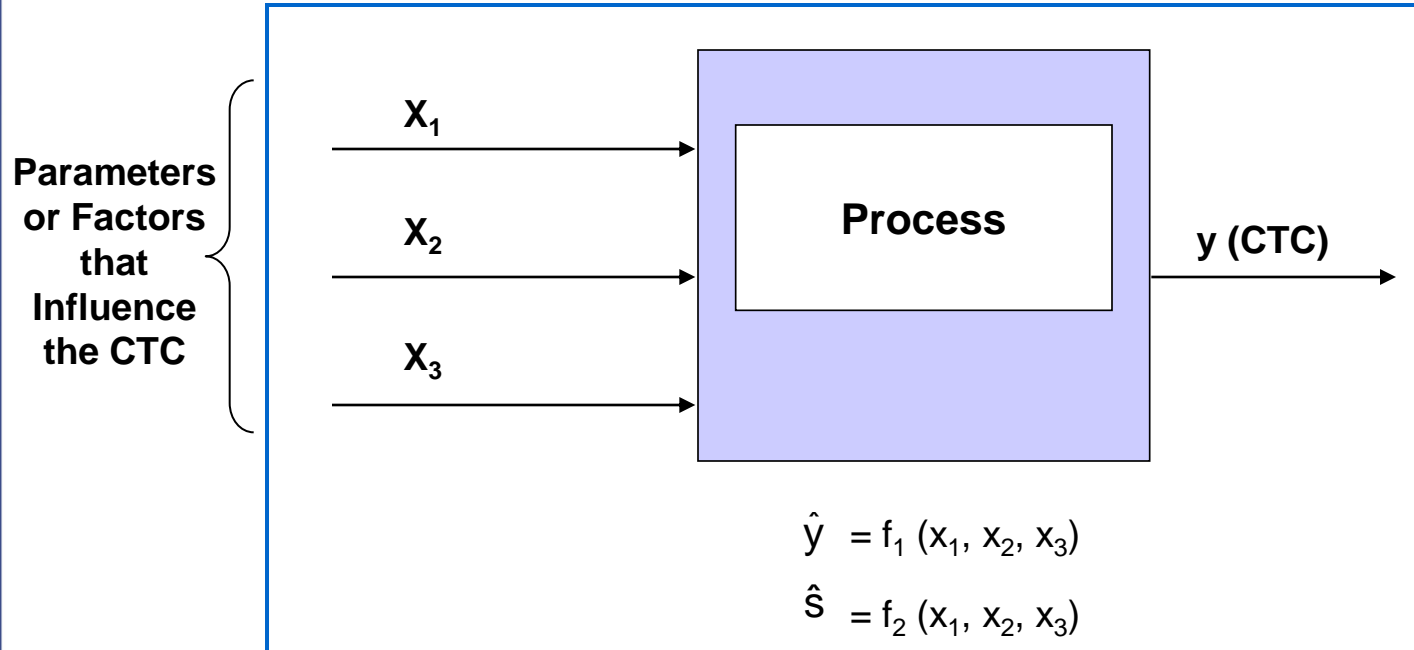 Parameters
or Factors
that
Influence
the CTC
X₁
X₂
X₃
Process
y (CTC)
ŷ = f₁ (x₁, x₂, x₃)
ŝ = f₂ (x₁, x₂, x₃)